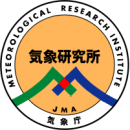 METEOROLOGICAL RESEARCH INSTITUTE
気象研究所
JMA
気象庁